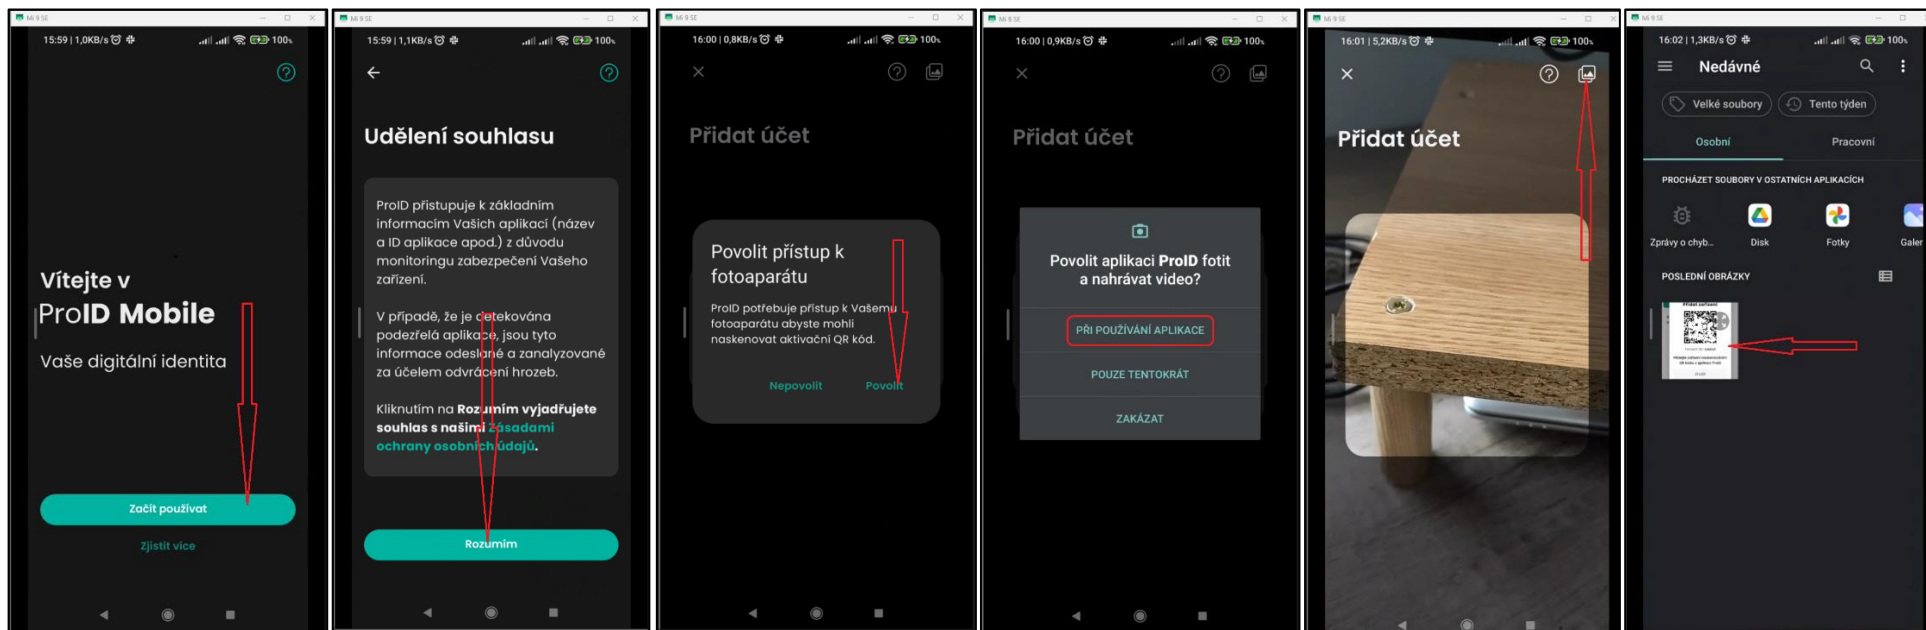 Mi 9 SE
15:59 | 1,0KB/s
100%
Vítejte v
ProID Mobile
Vaše digitální identita
Začít používat
Zjistit více
Mi 9 SE
15:59 | 1,1KB/s
100%
Udělení souhlasu
ProID přistupuje k základním
informacím Vašich aplikací (název
a ID aplikace apod.) z důvodu
monitoringu zabezpečení Vašeho
zařízení.
V případě, že je detekována
podezřelá aplikace, jsou tyto
informace odeslané a zanalyzované
za účelem odvrácení hrozeb.
Kliknutím na Rozumím vyjadřujete
souhlas s našimi Zásadami
ochrany osobních údajů.
Rozumím
Mi 9 SE
16:00 | 0,8KB/s
100%
Přidat účet
Povolit přístup k
fotoaparátu
ProID potřebuje přístup k Vašemu
fotoaparátu abyste mohli
naskenovat aktivační QR kód.
Nepovolit Povolit
Mi 9 SE
16:00 | 0,9KB/s
100%
Přidat účet
Povolit aplikaci ProID fotit
a nahrávat video?
PŘI POUŽÍVÁNÍ APLIKACE
POUZE TENTOKRÁT
ZAKÁZAT
Mi 9 SE
16:01 | 5,2KB/s
100%
Přidat účet
Mi 9 SE
16:02 | 1,3KB/s
100%
Nedávné
Velké soubory Tento týden
Osobní Pracovní
PROCHÁZET SOUBORY V OSTATNÍCH APLIKACÍCH
Zprávy o chyb... Disk Fotky Galer
POSLEDNÍ OBRÁZKY
Přidat zařízení